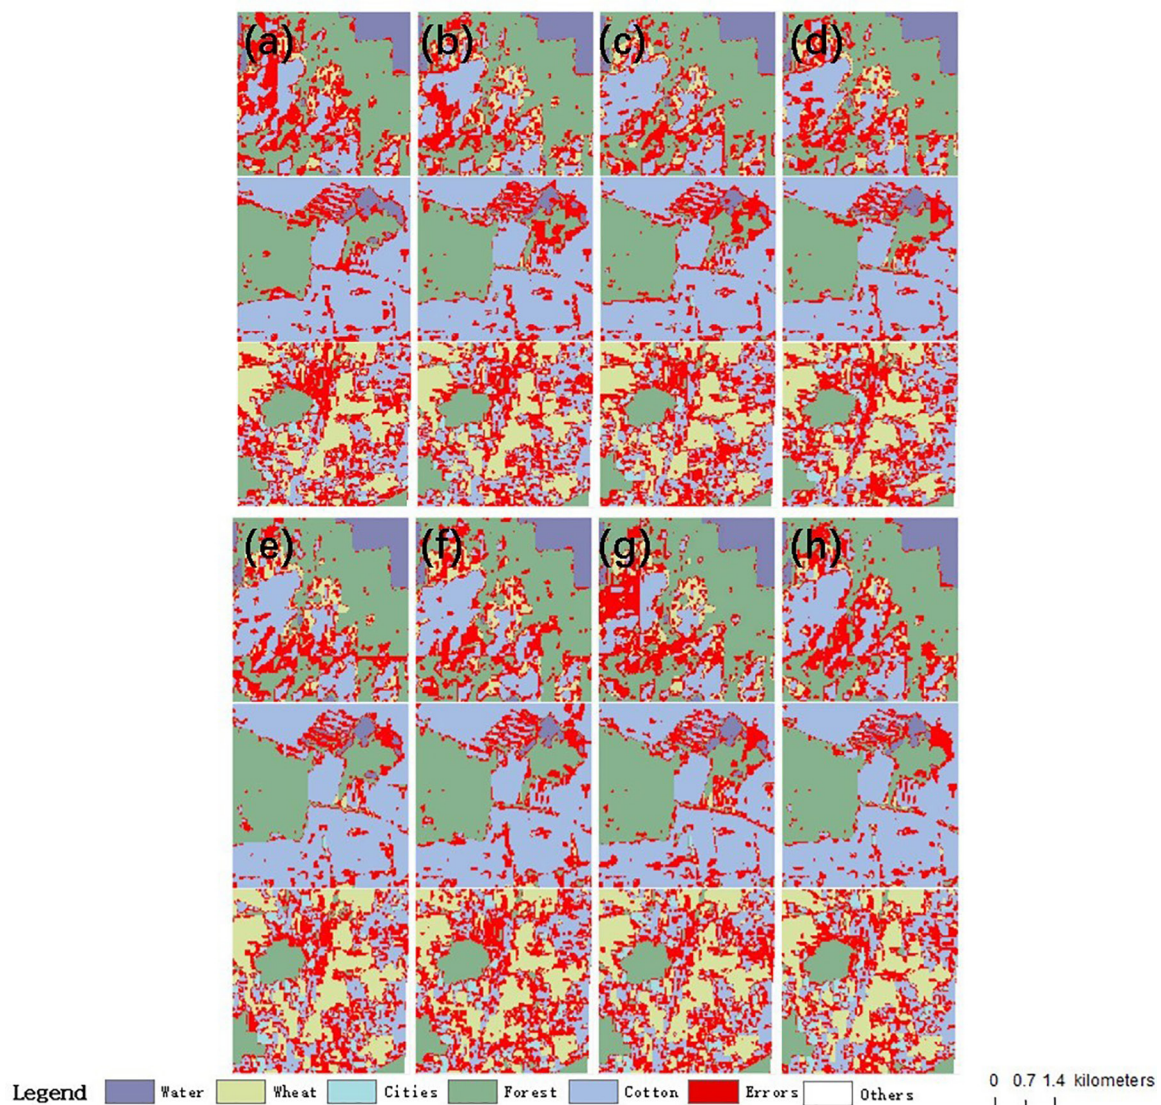 (a) (b) (c) (d)
(e) (f) (g) (h)
Legend Water Wheat Cities Forest Cotton Errors Others
0 0.7 1.4 kilometers